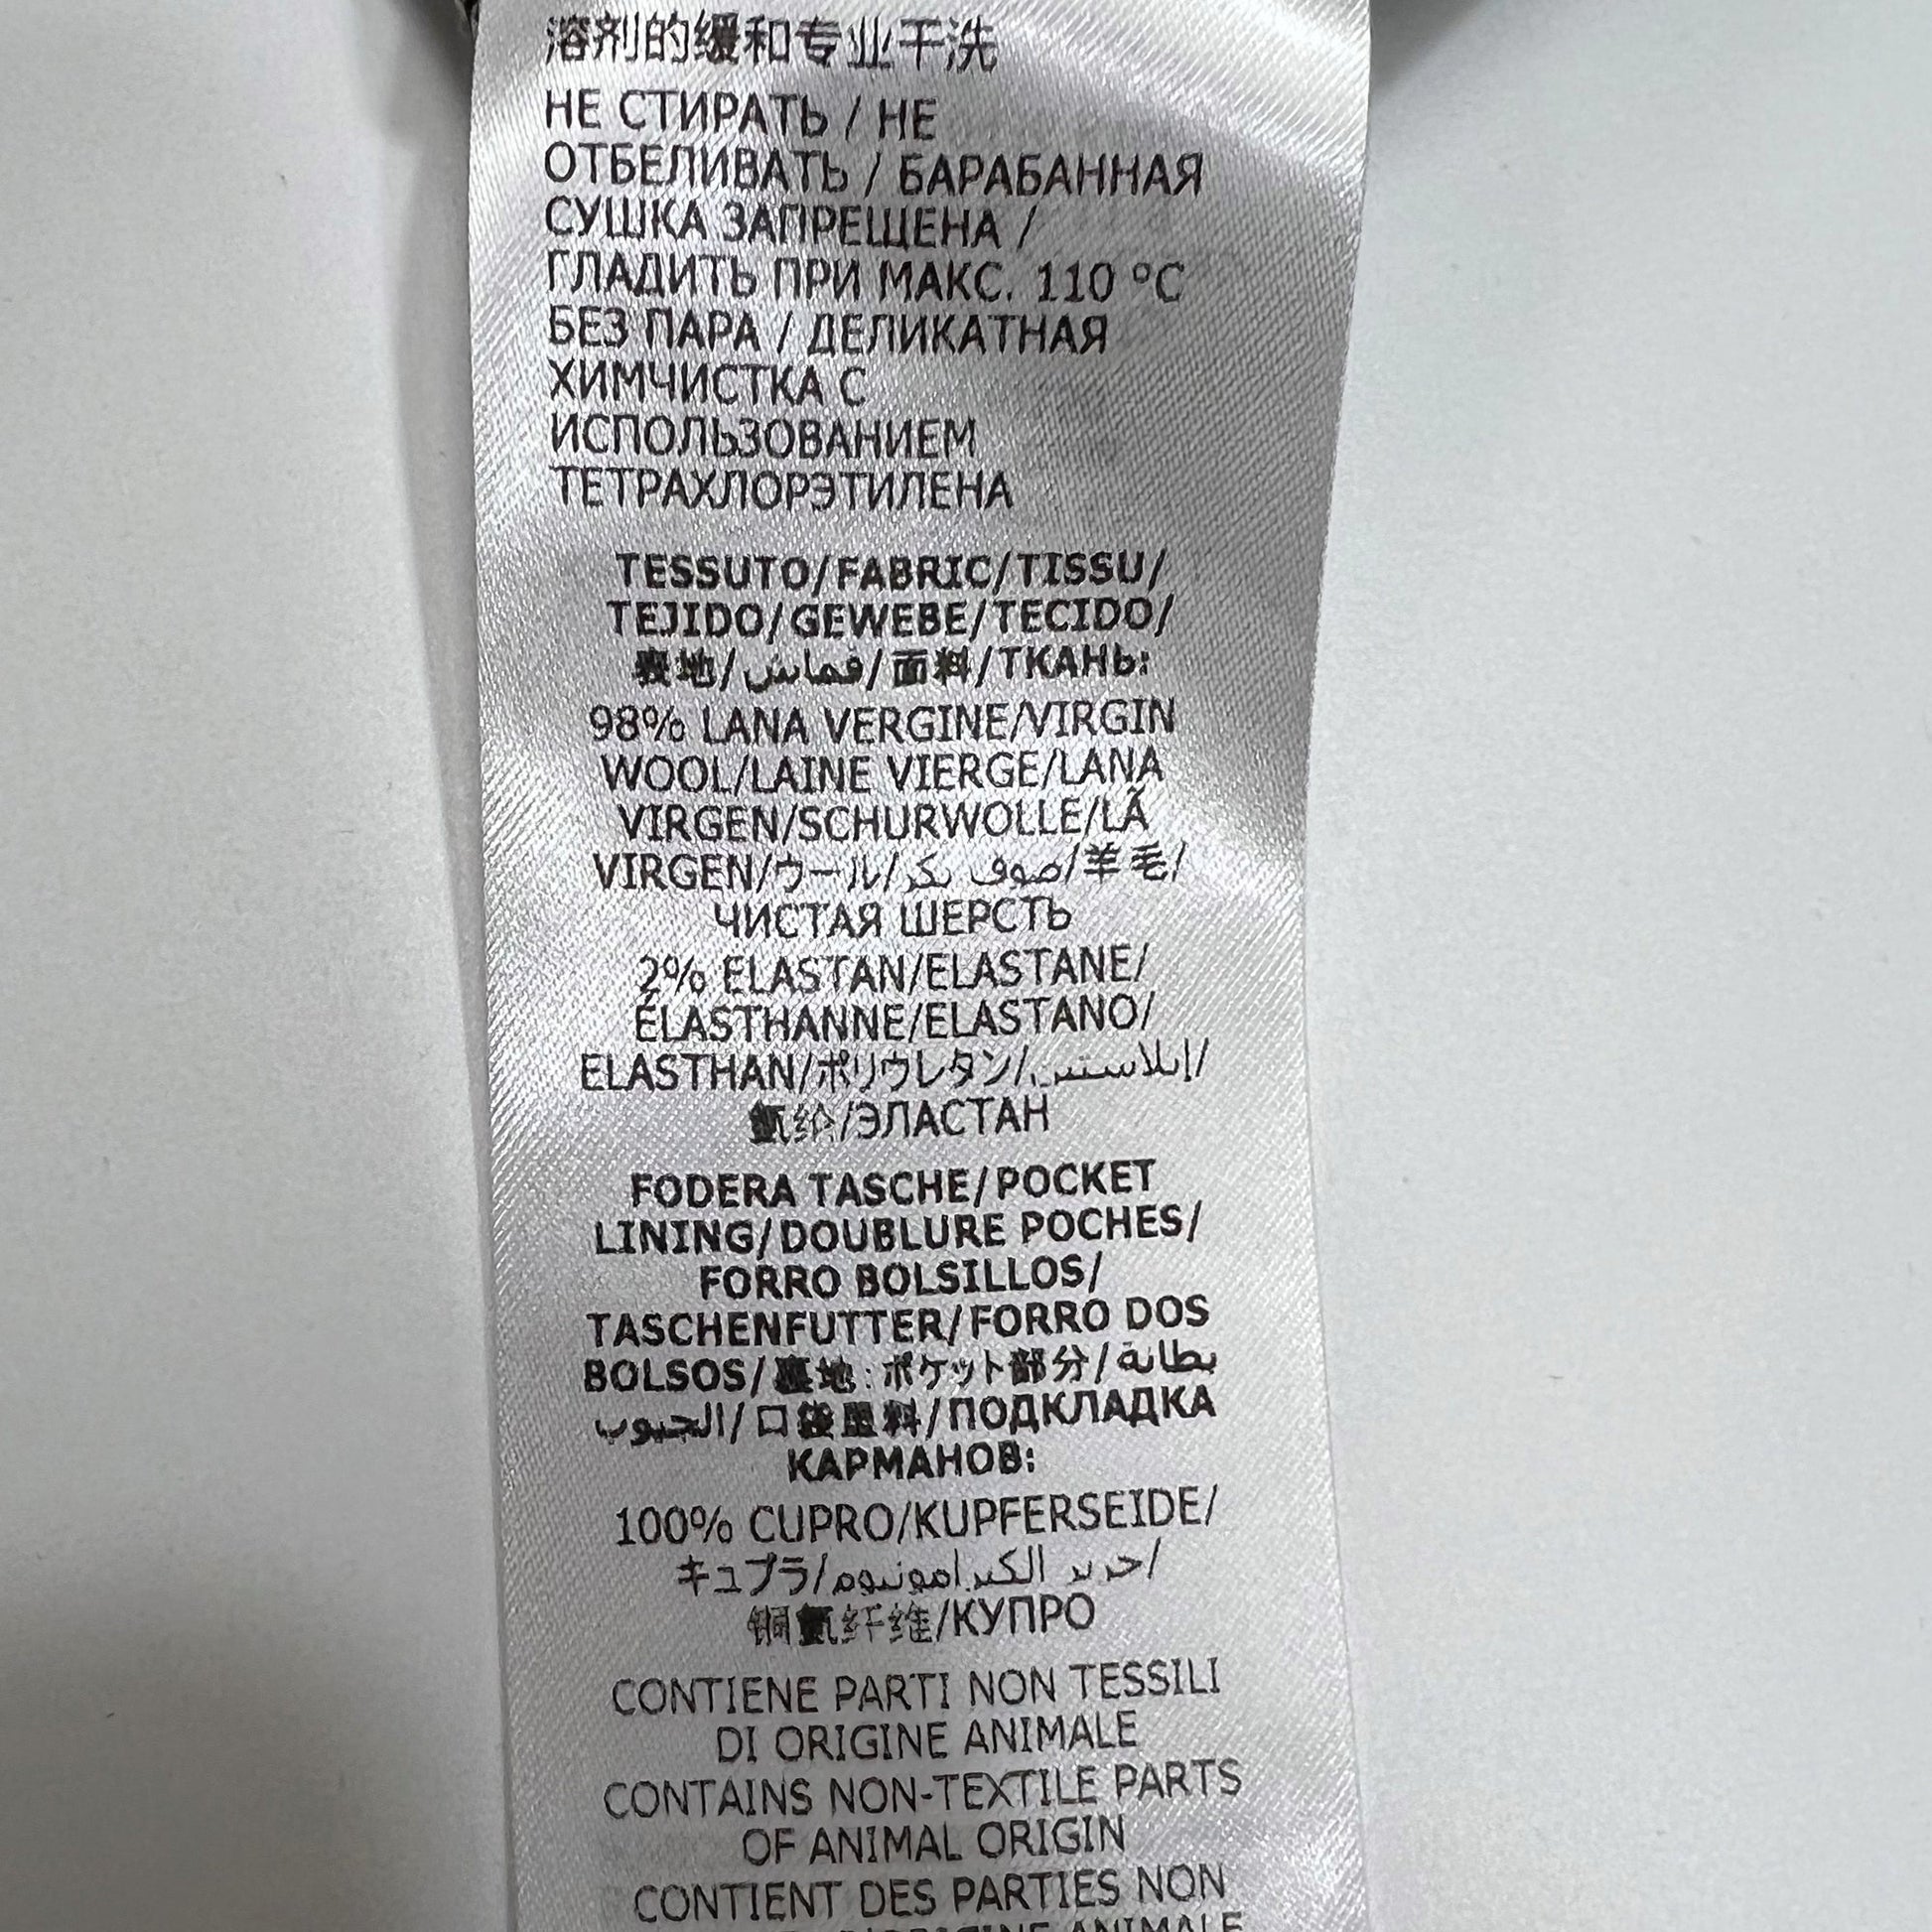 溶剂的缓和专业干洗
НЕ СТИРАТЬ / НЕ
ОТБЕЛИВАТЬ / БАРАБАННАЯ
СУШКА ЗАПРЕЩЕНА /
ГЛАДИТЬ ПРИ МАКС. 110 ºC
БЕЗ ПАРА / ДЕЛИКАТНАЯ
ХИМЧИСТКА С
ИСПОЛЬЗОВАНИЕМ
ТЕТРАХЛОРЭТИЛЕНА
TESSUTO/FABRIC/TISSU/
TEJIDO/GEWEBE/TECIDO/
表地/قماش/面料/ТКАНЬ:
98% LANA VERGINE/VIRGIN
WOOL/LAINE VIERGE/LANA
VIRGEN/SCHURWOLLE/LÃ
VIRGEN/ウール/صوف بكر/羊毛/
ЧИСТАЯ ШЕРСТЬ
2% ELASTAN/ELASTANE/
ÉLASTHANNE/ELASTANO/
ELASTHAN/ポリウレタン/إيلاستين/
氨纶/ЭЛАСТАН
FODERA TASCHE/POCKET
LINING/DOUBLURE POCHES/
FORRO BOLSILLOS/
TASCHENFUTTER/FORRO DOS
BOLSOS/裏地:ポケット部分/بطانة
الجيوب/口袋里料/ПОДКЛАДКА
КАРМАНОВ:
100% CUPRO/KUPFERSEIDE/
キュプラ/حرير الكبرامونيوم/
铜氨纤维/КУПРО
CONTIENE PARTI NON TESSILI
DI ORIGINE ANIMALE
CONTAINS NON-TEXTILE PARTS
OF ANIMAL ORIGIN
CONTIENT DES PARTIES NON
ANIMALE